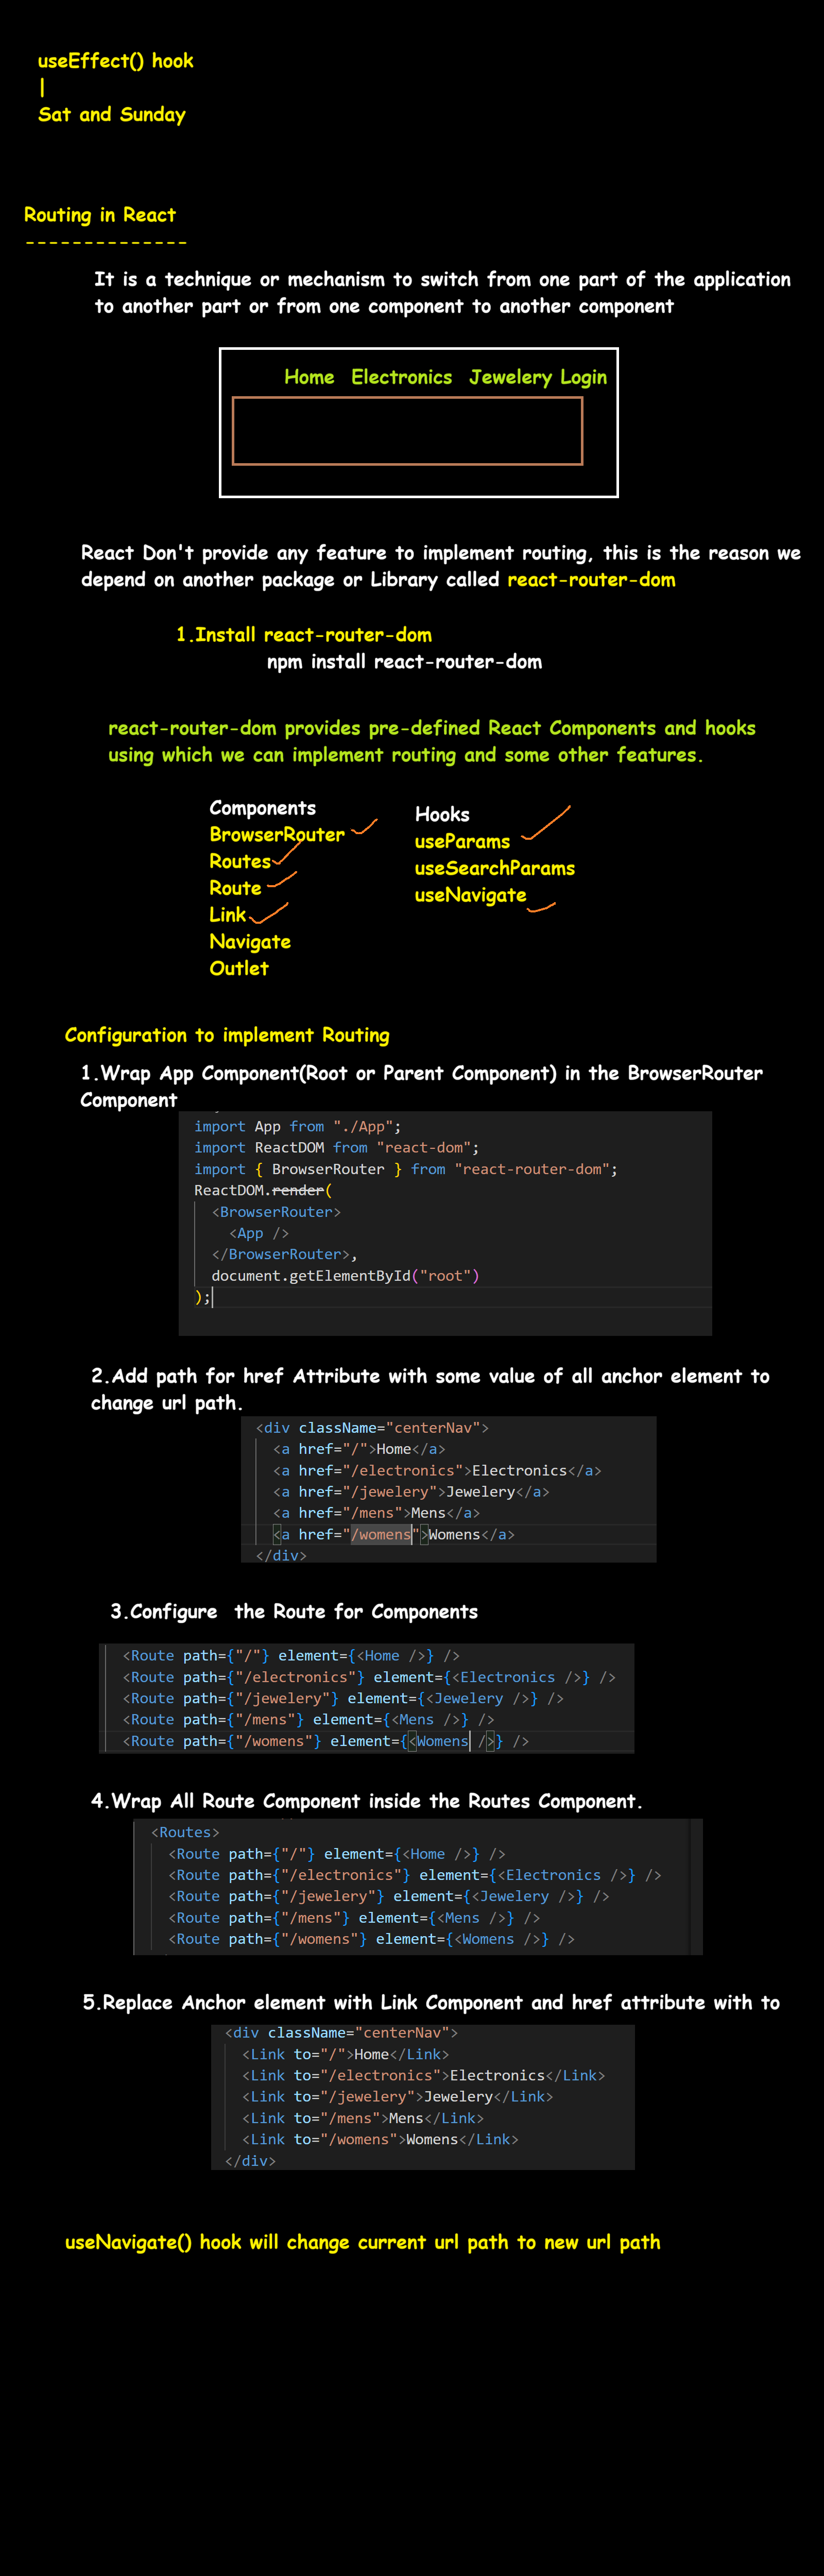 useEffect() hook
|
Sat and Sunday
Routing in React
--------------
It is a technique or mechanism to switch from one part of the application
to another part or from one component to another component
Home Electronics Jewelery Login
React Don't provide any feature to implement routing, this is the reason we
depend on another package or Library called react-router-dom
1.Install react-router-dom
npm install react-router-dom
react-router-dom provides pre-defined React Components and hooks
using which we can implement routing and some other features.
Components
BrowserRouter
Routes
Route
Link
Navigate
Outlet
Hooks
useParams
useSearchParams
useNavigate
Configuration to implement Routing
1.Wrap App Component(Root or Parent Component) in the BrowserRouter
Component
import App from "./App";
import ReactDOM from "react-dom";
import { BrowserRouter } from "react-router-dom";
ReactDOM.render(
<BrowserRouter>
<App />
</BrowserRouter>,
document.getElementById("root")
);
2.Add path for href Attribute with some value of all anchor element to
change url path.
<div className="centerNav">
<a href="/">Home</a>
<a href="/electronics">Electronics</a>
<a href="/jewelery">Jewelery</a>
<a href="/mens">Mens</a>
<a href="/womens">Womens</a>
</div>
3.Configure the Route for Components
<Route path={"/"} element={<Home />} />
<Route path={"/electronics"} element={<Electronics />} />
<Route path={"/jewelery"} element={<Jewelery />} />
<Route path={"/mens"} element={<Mens />} />
<Route path={"/womens"} element={<Womens />} />
4.Wrap All Route Component inside the Routes Component.
<Routes>
<Route path={"/"} element={<Home />} />
<Route path={"/electronics"} element={<Electronics />} />
<Route path={"/jewelery"} element={<Jewelery />} />
<Route path={"/mens"} element={<Mens />} />
<Route path={"/womens"} element={<Womens />} />
5.Replace Anchor element with Link Component and href attribute with to
<div className="centerNav">
<Link to="/">Home</Link>
<Link to="/electronics">Electronics</Link>
<Link to="/jewelery">Jewelery</Link>
<Link to="/mens">Mens</Link>
<Link to="/womens">Womens</Link>
</div>
useNavigate() hook will change current url path to new url path